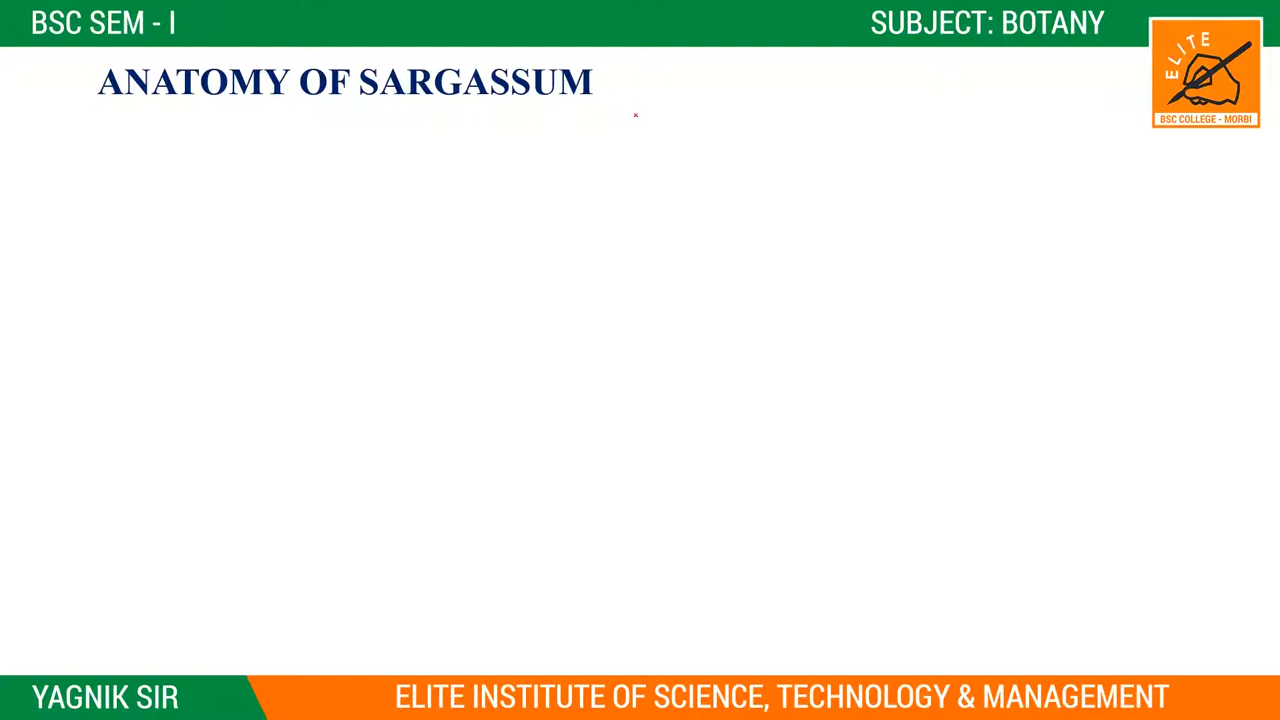 BSC SEM - I
SUBJECT: BOTANY
ELITE
BSC COLLEGE - MORBI
ANATOMY OF SARGASSUM
YAGNIK SIR
ELITE INSTITUTE OF SCIENCE, TECHNOLOGY & MANAGEMENT